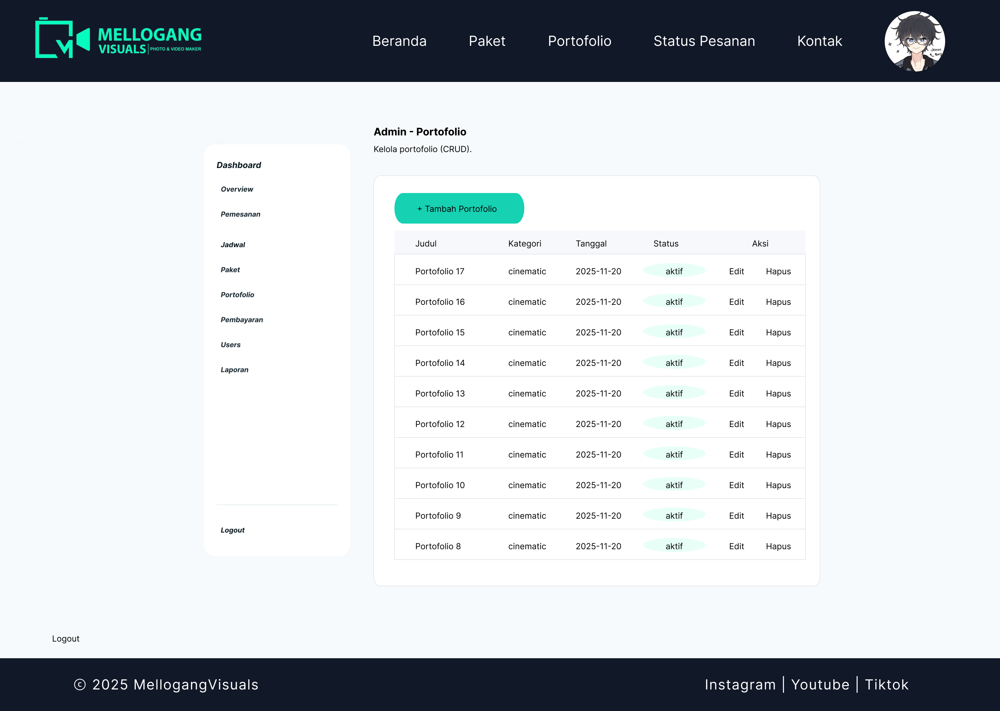 MELLOGANG
VISUALS | PHOTO & VIDEO MAKER
Beranda Paket Portofolio Status Pesanan Kontak
Jenius
Boy
Admin - Portofolio
Kelola portofolio (CRUD).
Dashboard
Overview
Pemesanan
Jadwal
Paket
Portofolio
Pembayaran
Users
Laporan
Logout
+ Tambah Portofolio
Judul Kategori Tanggal Status Aksi
Portofolio 17 cinematic 2025-11-20 aktif Edit Hapus
Portofolio 16 cinematic 2025-11-20 aktif Edit Hapus
Portofolio 15 cinematic 2025-11-20 aktif Edit Hapus
Portofolio 14 cinematic 2025-11-20 aktif Edit Hapus
Portofolio 13 cinematic 2025-11-20 aktif Edit Hapus
Portofolio 12 cinematic 2025-11-20 aktif Edit Hapus
Portofolio 11 cinematic 2025-11-20 aktif Edit Hapus
Portofolio 10 cinematic 2025-11-20 aktif Edit Hapus
Portofolio 9 cinematic 2025-11-20 aktif Edit Hapus
Portofolio 8 cinematic 2025-11-20 aktif Edit Hapus
Logout
© 2025 MellogangVisuals
Instagram | Youtube | Tiktok